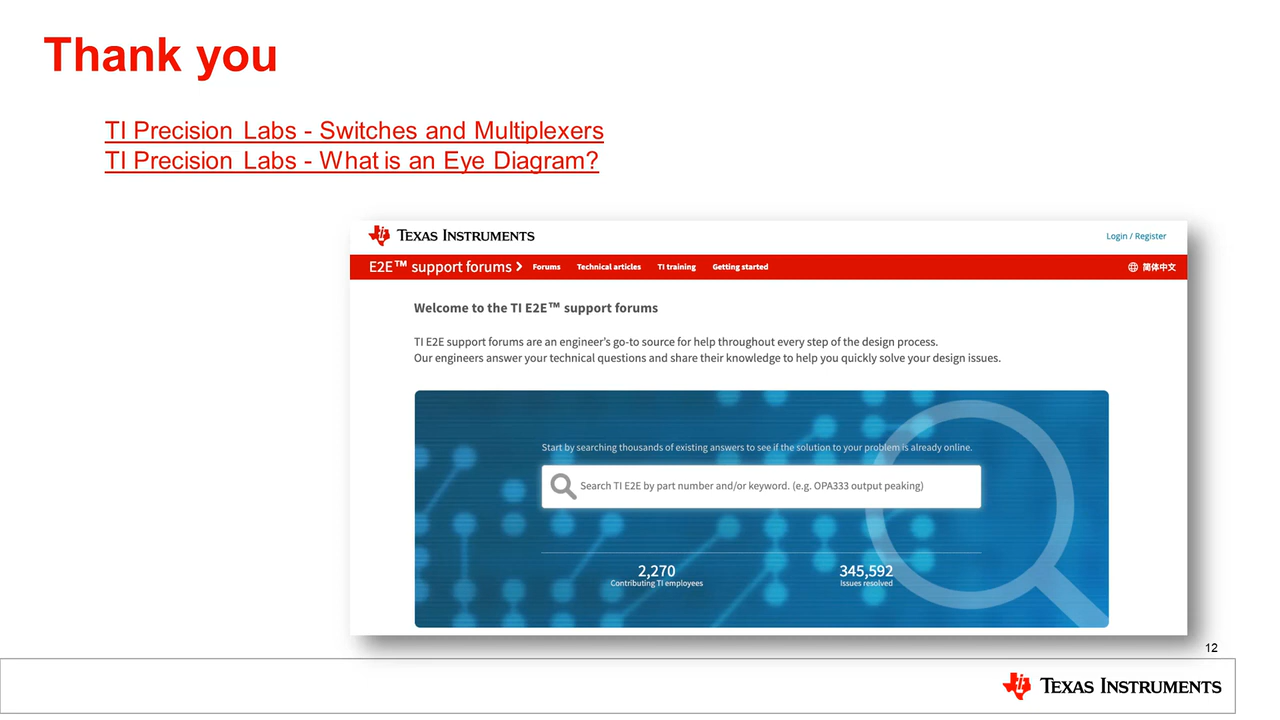 Thank you
TI Precision Labs - Switches and Multiplexers
TI Precision Labs - What is an Eye Diagram?
TEXAS INSTRUMENTS
Login / Register
E2E™ support forums
Forums
Technical articles
TI training
Getting started
简体中文
Welcome to the TI E2E™ support forums
TI E2E support forums are an engineer's go-to source for help throughout every step of the design process.
Our engineers answer your technical questions and share their knowledge to help you quickly solve your design issues.
Start by searching thousands of existing answers to see if the solution to your problem is already online.
Search TI E2E by part number and/or keyword. (e.g. OPA333 output peaking)
2,270
Contributing TI employees
345,592
Issues resolved
12
TEXAS INSTRUMENTS